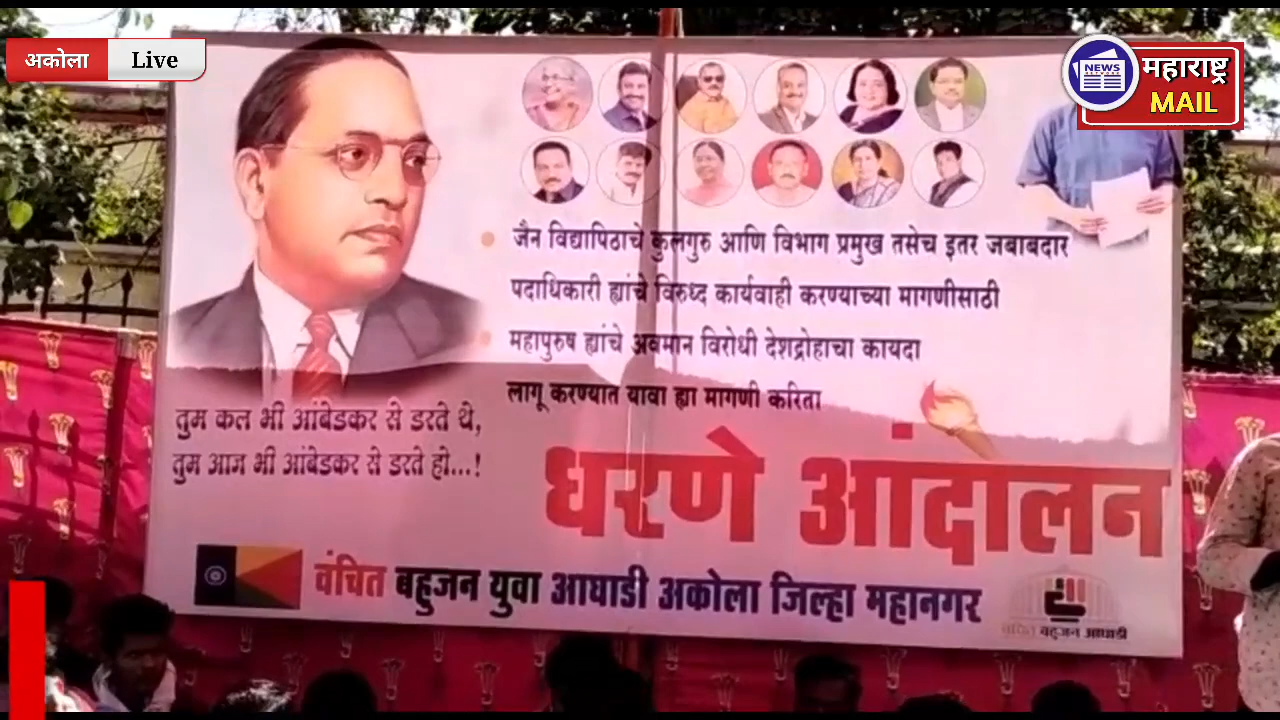 अकोला Live
NEWS
NETWORK
महाराष्ट्र
MAIL
जैन विद्यापिठाचे कुलगुरु आणि विभाग प्रमुख तसेच इतर जबाबदार
पदाधिकारी ह्यांचे विरुध्द कार्यवाही करण्याच्या मागणीसाठी
महापुरुष ह्यांचे अवमान विरोधी देशद्रोहाचा कायदा
लागू करण्यात यावा ह्या मागणी करिता
तुम कल भी आंबेडकर से डरते थे,
तुम आज भी आंबेडकर से डरते हो...!
धरणे आंदोलन
वंचित बहुजन युवा आघाडी अकोला जिल्हा महानगर
वंचित बहुजन आघाडी